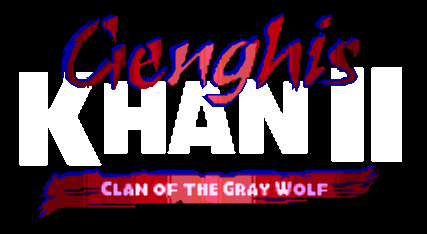 Genghis
KHAN II
CLAN OF THE GRAY WOLF